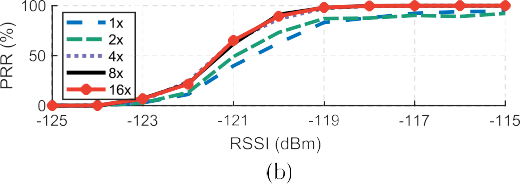 100
50
0
PRR (%)
1x
2x
4x
8x
16x
-125
-123
-121
-119
-117
-115
RSSI (dBm)
(b)